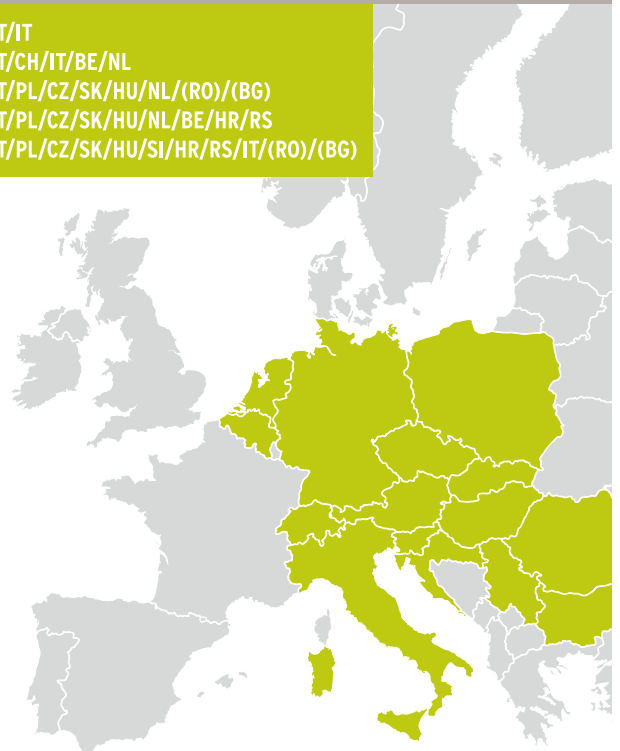 T/IT
T/CH/IT/BE/NL
T/PL/CZ/SK/HU/NL/(RO)/(BG)
T/PL/CZ/SK/HU/NL/BE/HR/RS
T/PL/CZ/SK/HU/SI/HR/RS/IT/(RO)/(BG)